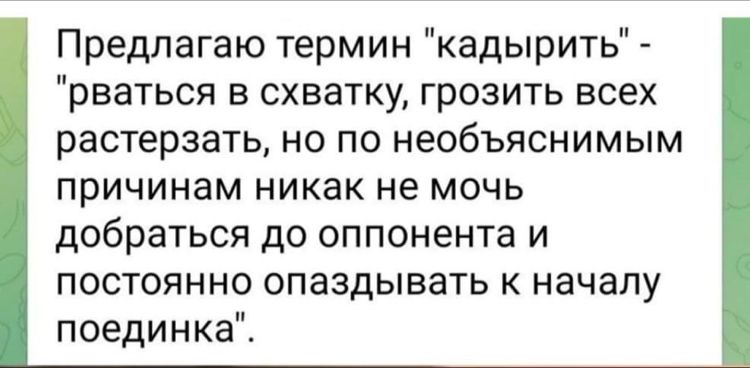 Предлагаю термин "кадырить" -
"рваться в схватку, грозить всех
растерзать, но по необъяснимым
причинам никак не мочь
добраться до оппонента и
постоянно опаздывать к началу
поединка".